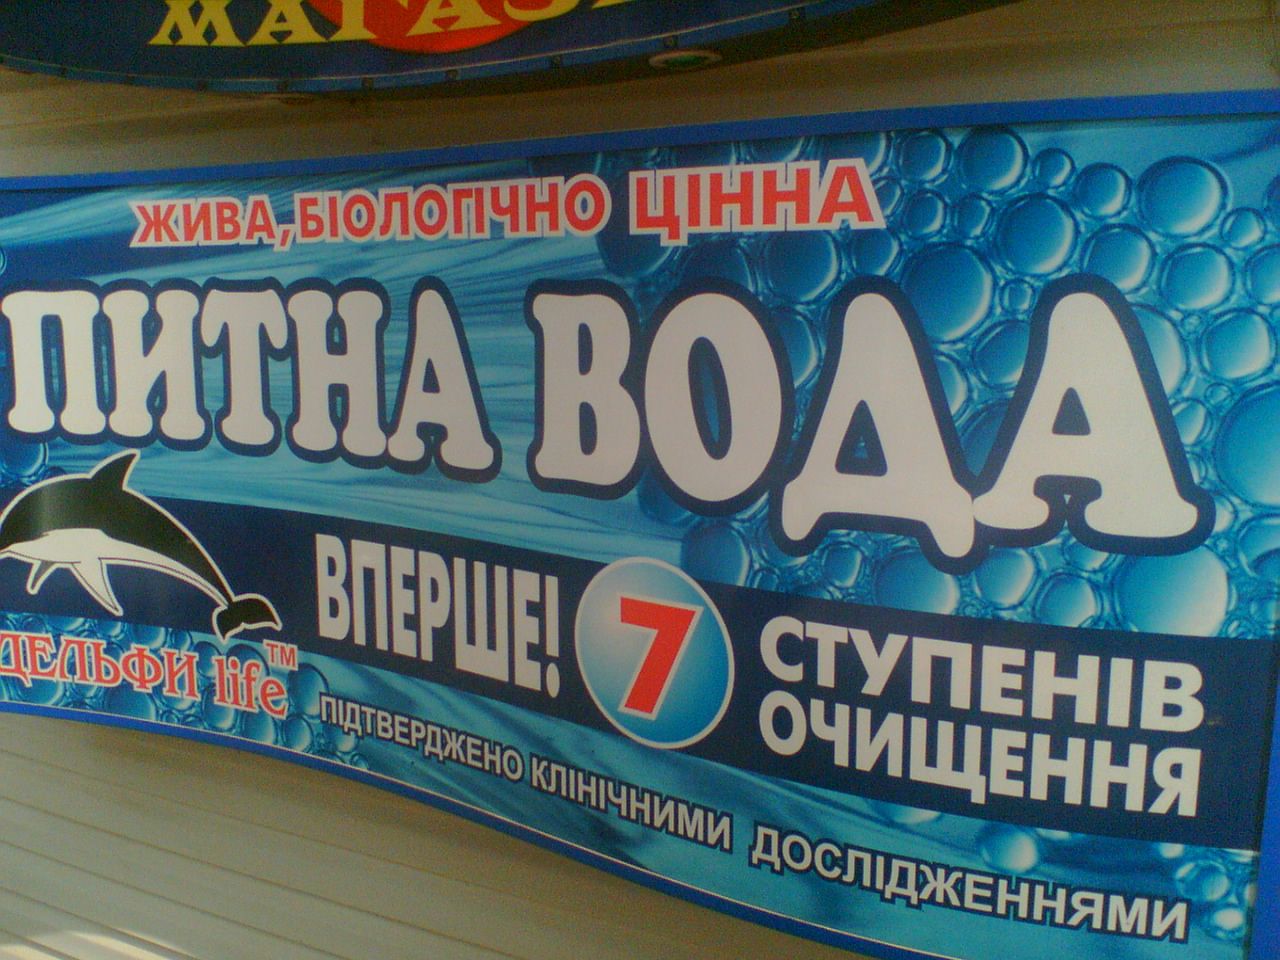 ЖИВА, БІОЛОГІЧНО ЦІННА
ПИТНА ВОДА
ВПЕРШЕ! 7 СТУПЕНІВ ОЧИЩЕННЯ
ДЕЛЬФИ life™
ПІДТВЕРДЖЕНО КЛІНІЧНИМИ ДОСЛІДЖЕННЯМИ